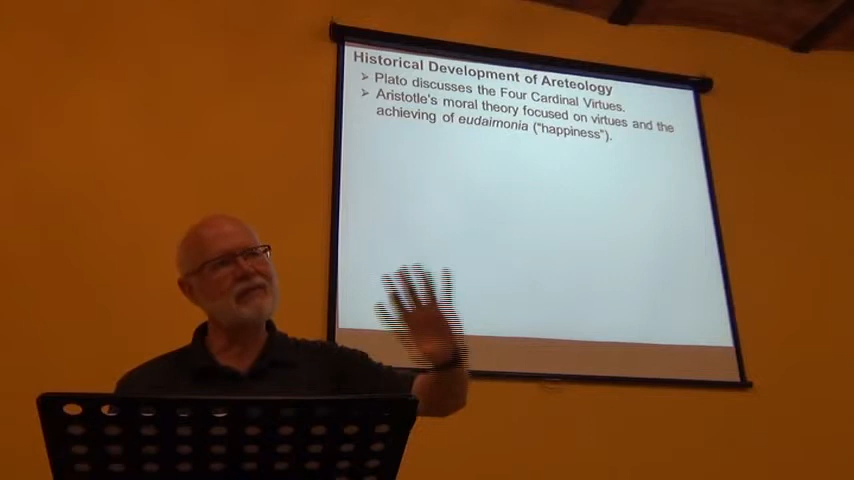 Historical Development of Areteology
➢ Plato discusses the Four Cardinal Virtues.
➢ Aristotle's moral theory focused on virtues and the
achieving of eudaimonia ("happiness").